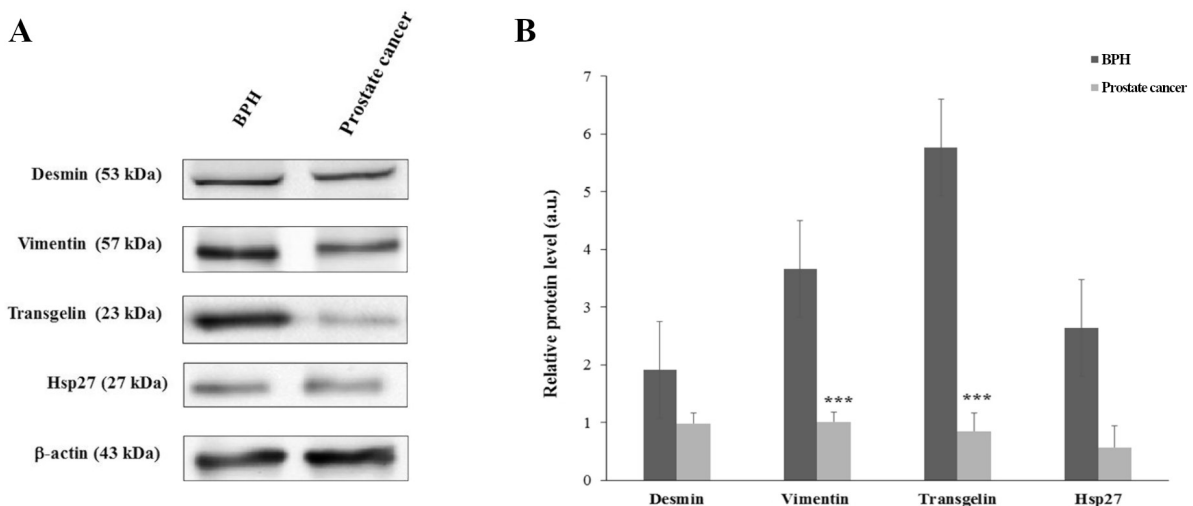 A
BPH
Prostate cancer
Desmin (53 kDa)
Vimentin (57 kDa)
Transgelin (23 kDa)
Hsp27 (27 kDa)
β-actin (43 kDa)
B
BPH
Prostate cancer
Relative protein level (a.u.)
7
6
5
4
3
2
1
0
***
***
Desmin Vimentin Transgelin Hsp27